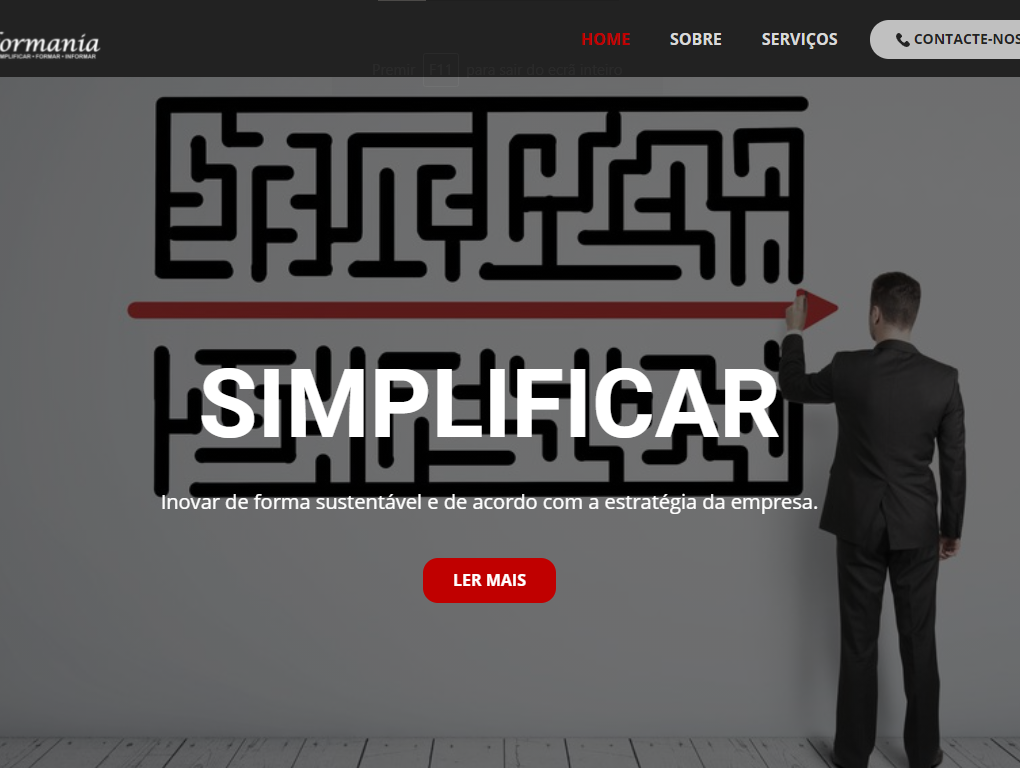 ormania
SIMPLIFICAR • FORMAR • INFORMAR
HOME
SOBRE
SERVIÇOS
CONTACTE-NOS
Premir F11 para sair do ecrã inteiro
SIMPLIFICAR
Inovar de forma sustentável e de acordo com a estratégia da empresa.
LER MAIS